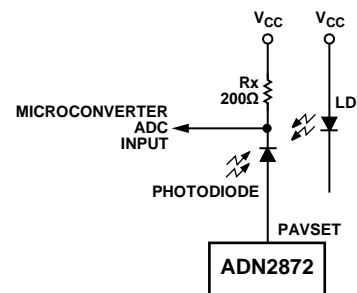 VCC
VCC
Rx
200Ω
MICROCONVERTER
ADC
INPUT
LD
PHOTODIODE
PAVSET
ADN2872